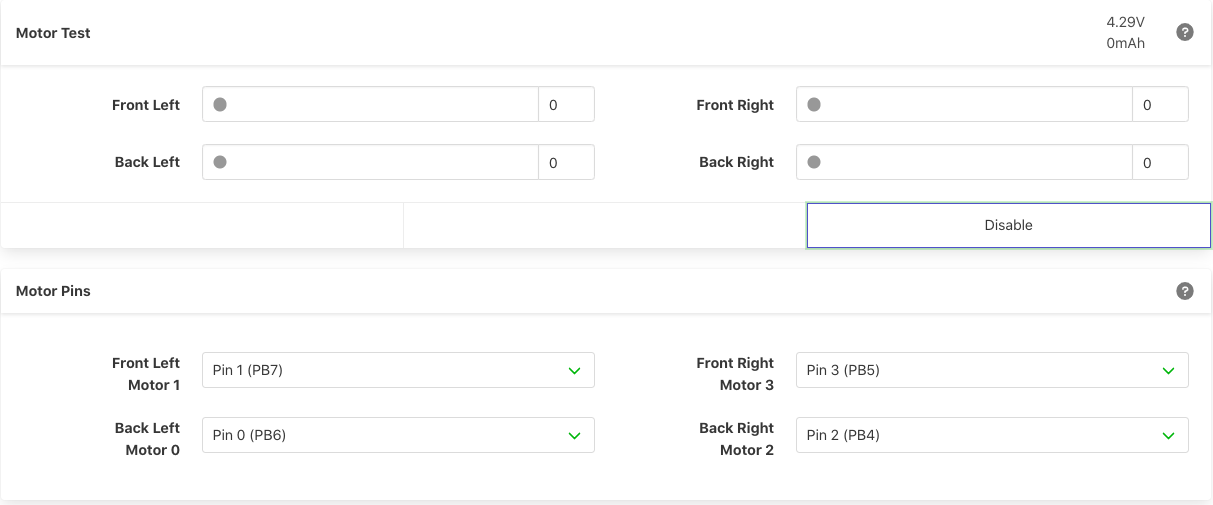 Motor Test
4.29V
0mAh
?
Front Left
0
Front Right
0
Back Left
0
Back Right
0
Disable
Motor Pins
?
Front Left
Motor 1
Pin 1 (PB7)
Front Right
Motor 3
Pin 3 (PB5)
Back Left
Motor 0
Pin 0 (PB6)
Back Right
Motor 2
Pin 2 (PB4)